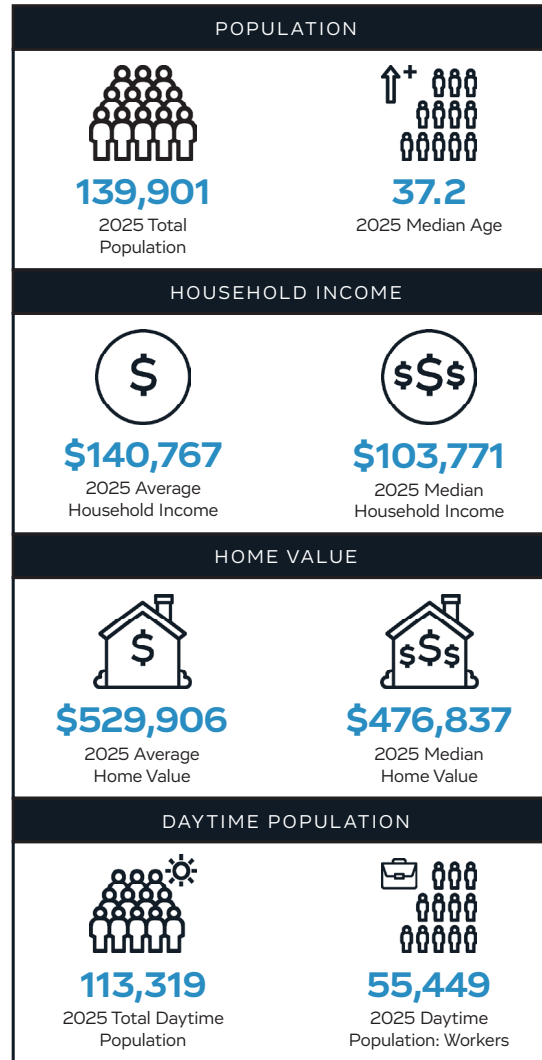 POPULATION
139,901
2025 Total
Population
37.2
2025 Median Age
HOUSEHOLD INCOME
$
$140,767
2025 Average
Household Income
$$$
$103,771
2025 Median
Household Income
HOME VALUE
$
$529,906
2025 Average
Home Value
$$$
$476,837
2025 Median
Home Value
DAYTIME POPULATION
113,319
2025 Total Daytime
Population
55,449
2025 Daytime
Population: Workers